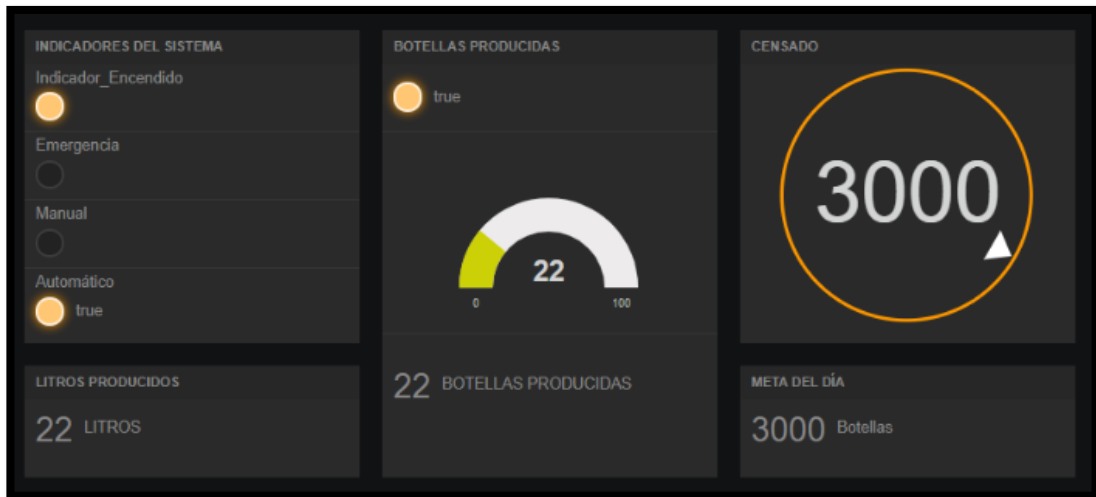 INDICADORES DEL SISTEMA
Indicador_Encendido
Emergencia
Manual
Automático
true
LITROS PRODUCIDOS
22 LITROS
BOTELLAS PRODUCIDAS
true
22
0 100
22 BOTELLAS PRODUCIDAS
CENSADO
3000
META DEL DÍA
3000 Botellas